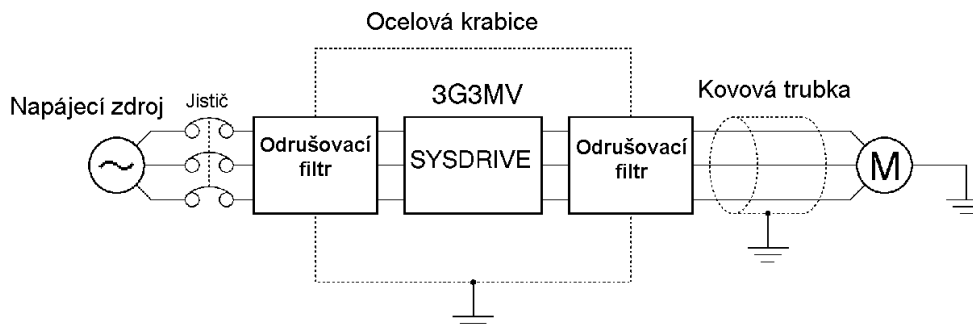 Ocelová krabice
3G3MV
Kovová trubka
Napájecí zdroj
Jistič
Odrušovací
filtr
SYSDRIVE
Odrušovací
filtr
~
M